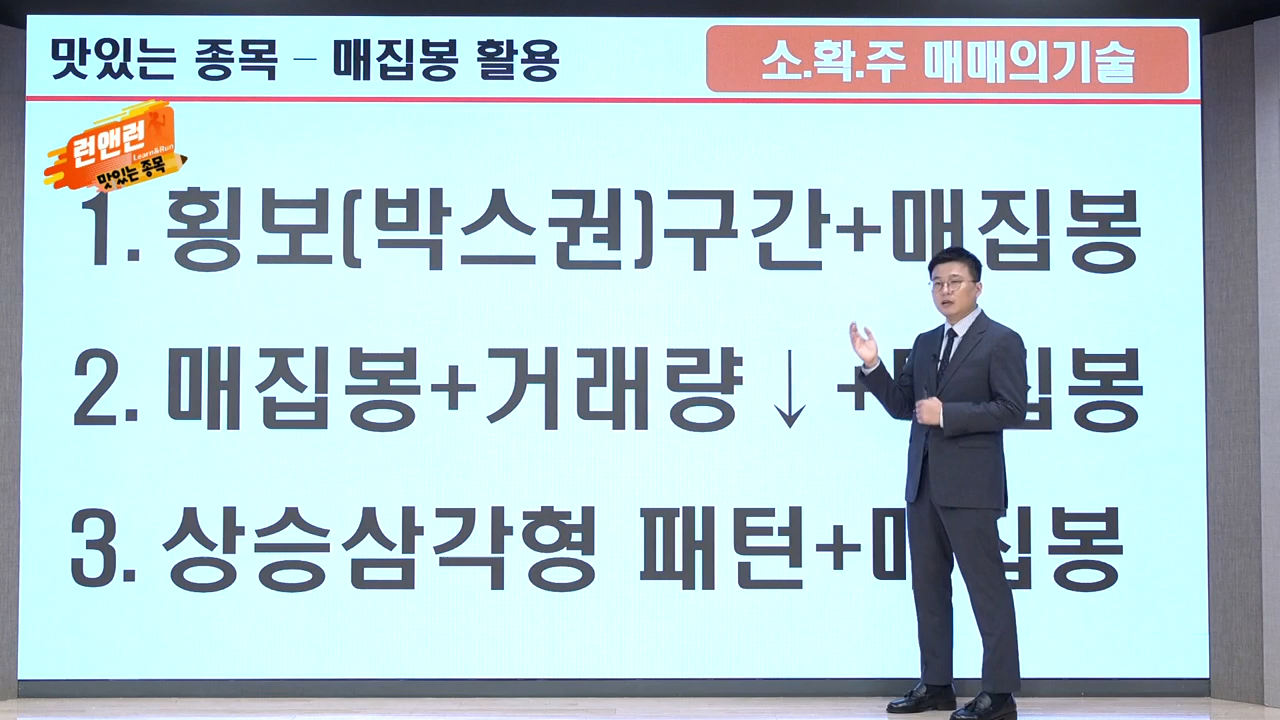 맛있는 종목 – 매집봉 활용
소.확.주 매매의기술
런앤런
Learn&Run
맛있는 종목
1. 횡보(박스권)구간+매집봉
2. 매집봉+거래량↓+ 집봉
3. 상승삼각형 패턴+ 집봉